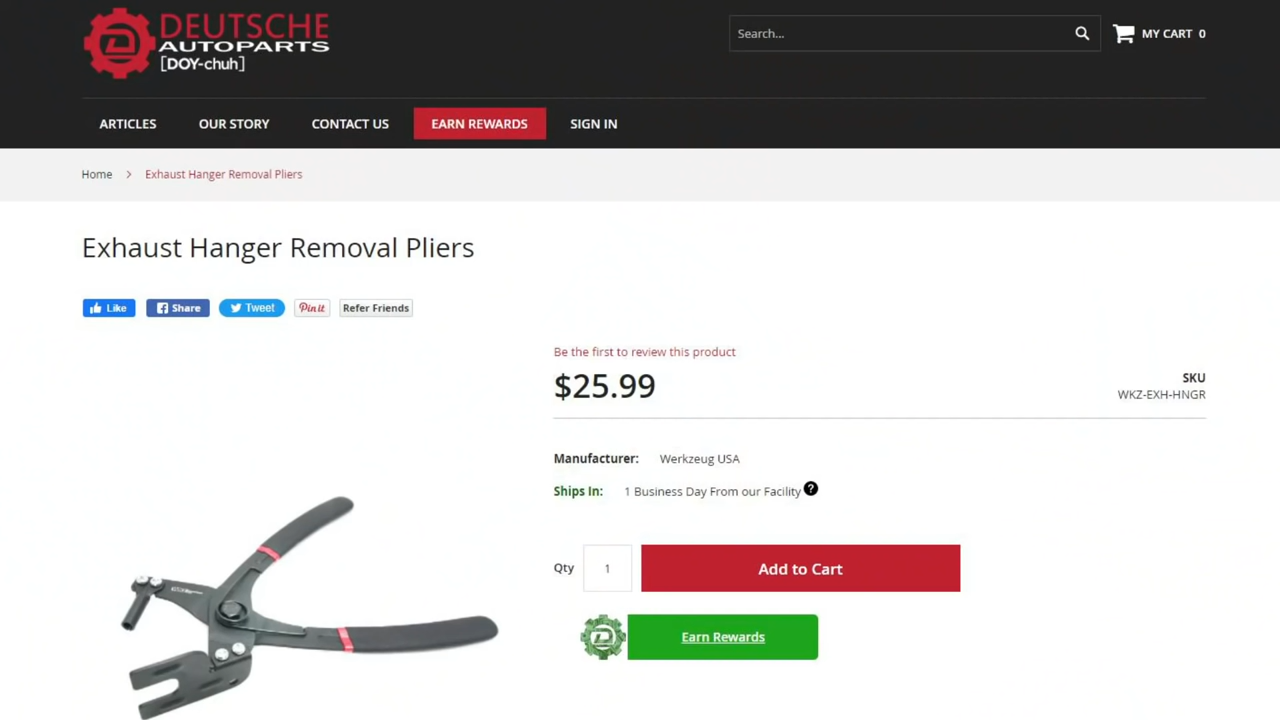 DEUTSCHE
AUTOPARTS
[DOY-chuh]
Search...
MY CART 0
ARTICLES
OUR STORY
CONTACT US
EARN REWARDS
SIGN IN
Home > Exhaust Hanger Removal Pliers
Exhaust Hanger Removal Pliers
Like
Share
Tweet
Pin it
Refer Friends
Be the first to review this product
$25.99
SKU
WKZ-EXH-HNGR
Manufacturer: Werkzeug USA
Ships In: 1 Business Day From our Facility ?
Qty 1
Add to Cart
Earn Rewards